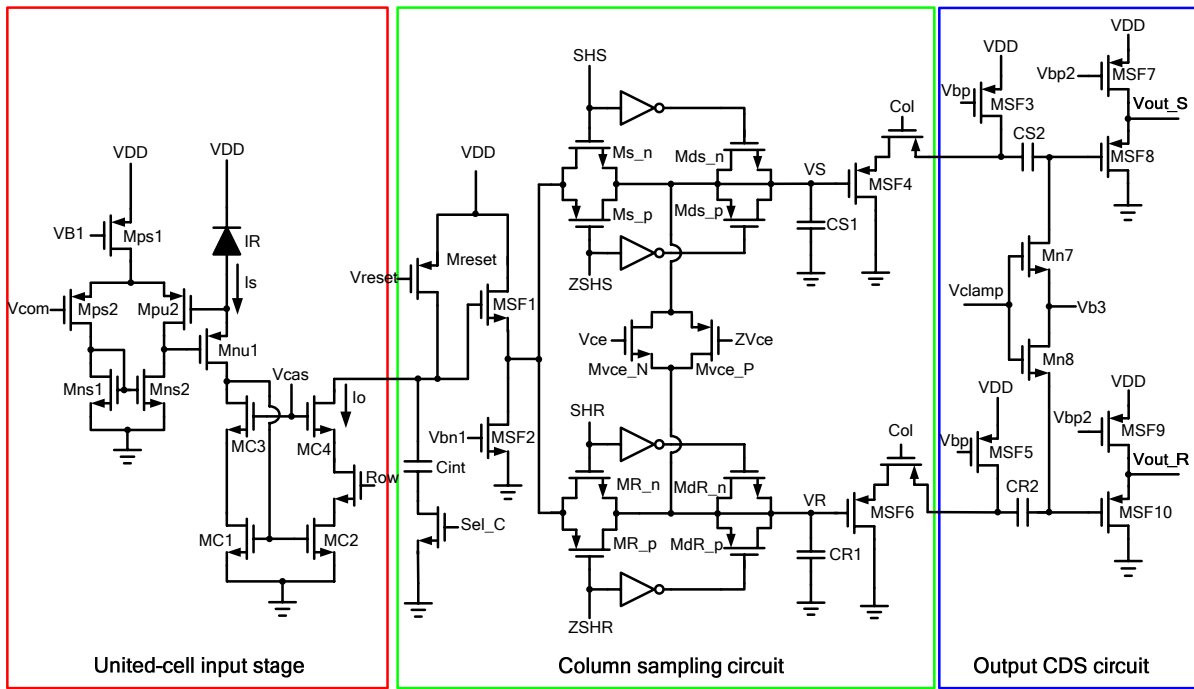 VDD
VB1
Mps1
IR
Is
Vcom
Mps2
Mpu2
Mnu1
Mns1
Mns2
Vcas
Io
MC3
MC4
Row
MC1
MC2
VDD
United-cell input stage
VDD
Vreset
Mreset
MSF1
Vbn1
MSF2
Cint
Sel_C
SHS
Ms_n
Mds_n
Ms_p
Mds_p
ZSHS
VS
CS1
Col
MSF4
Vce
ZVce
Mvce_N
Mvce_P
SHR
MR_n
MdR_n
MR_p
MdR_p
ZSHR
VR
CR1
Col
MSF6
Column sampling circuit
VDD
Vbp
MSF3
VDD
Vbp2
MSF7
Vout_S
CS2
MSF8
Mn7
Vclamp
Vb3
Mn8
VDD
Vbp
MSF5
VDD
Vbp2
MSF9
Vout_R
CR2
MSF10
Output CDS circuit